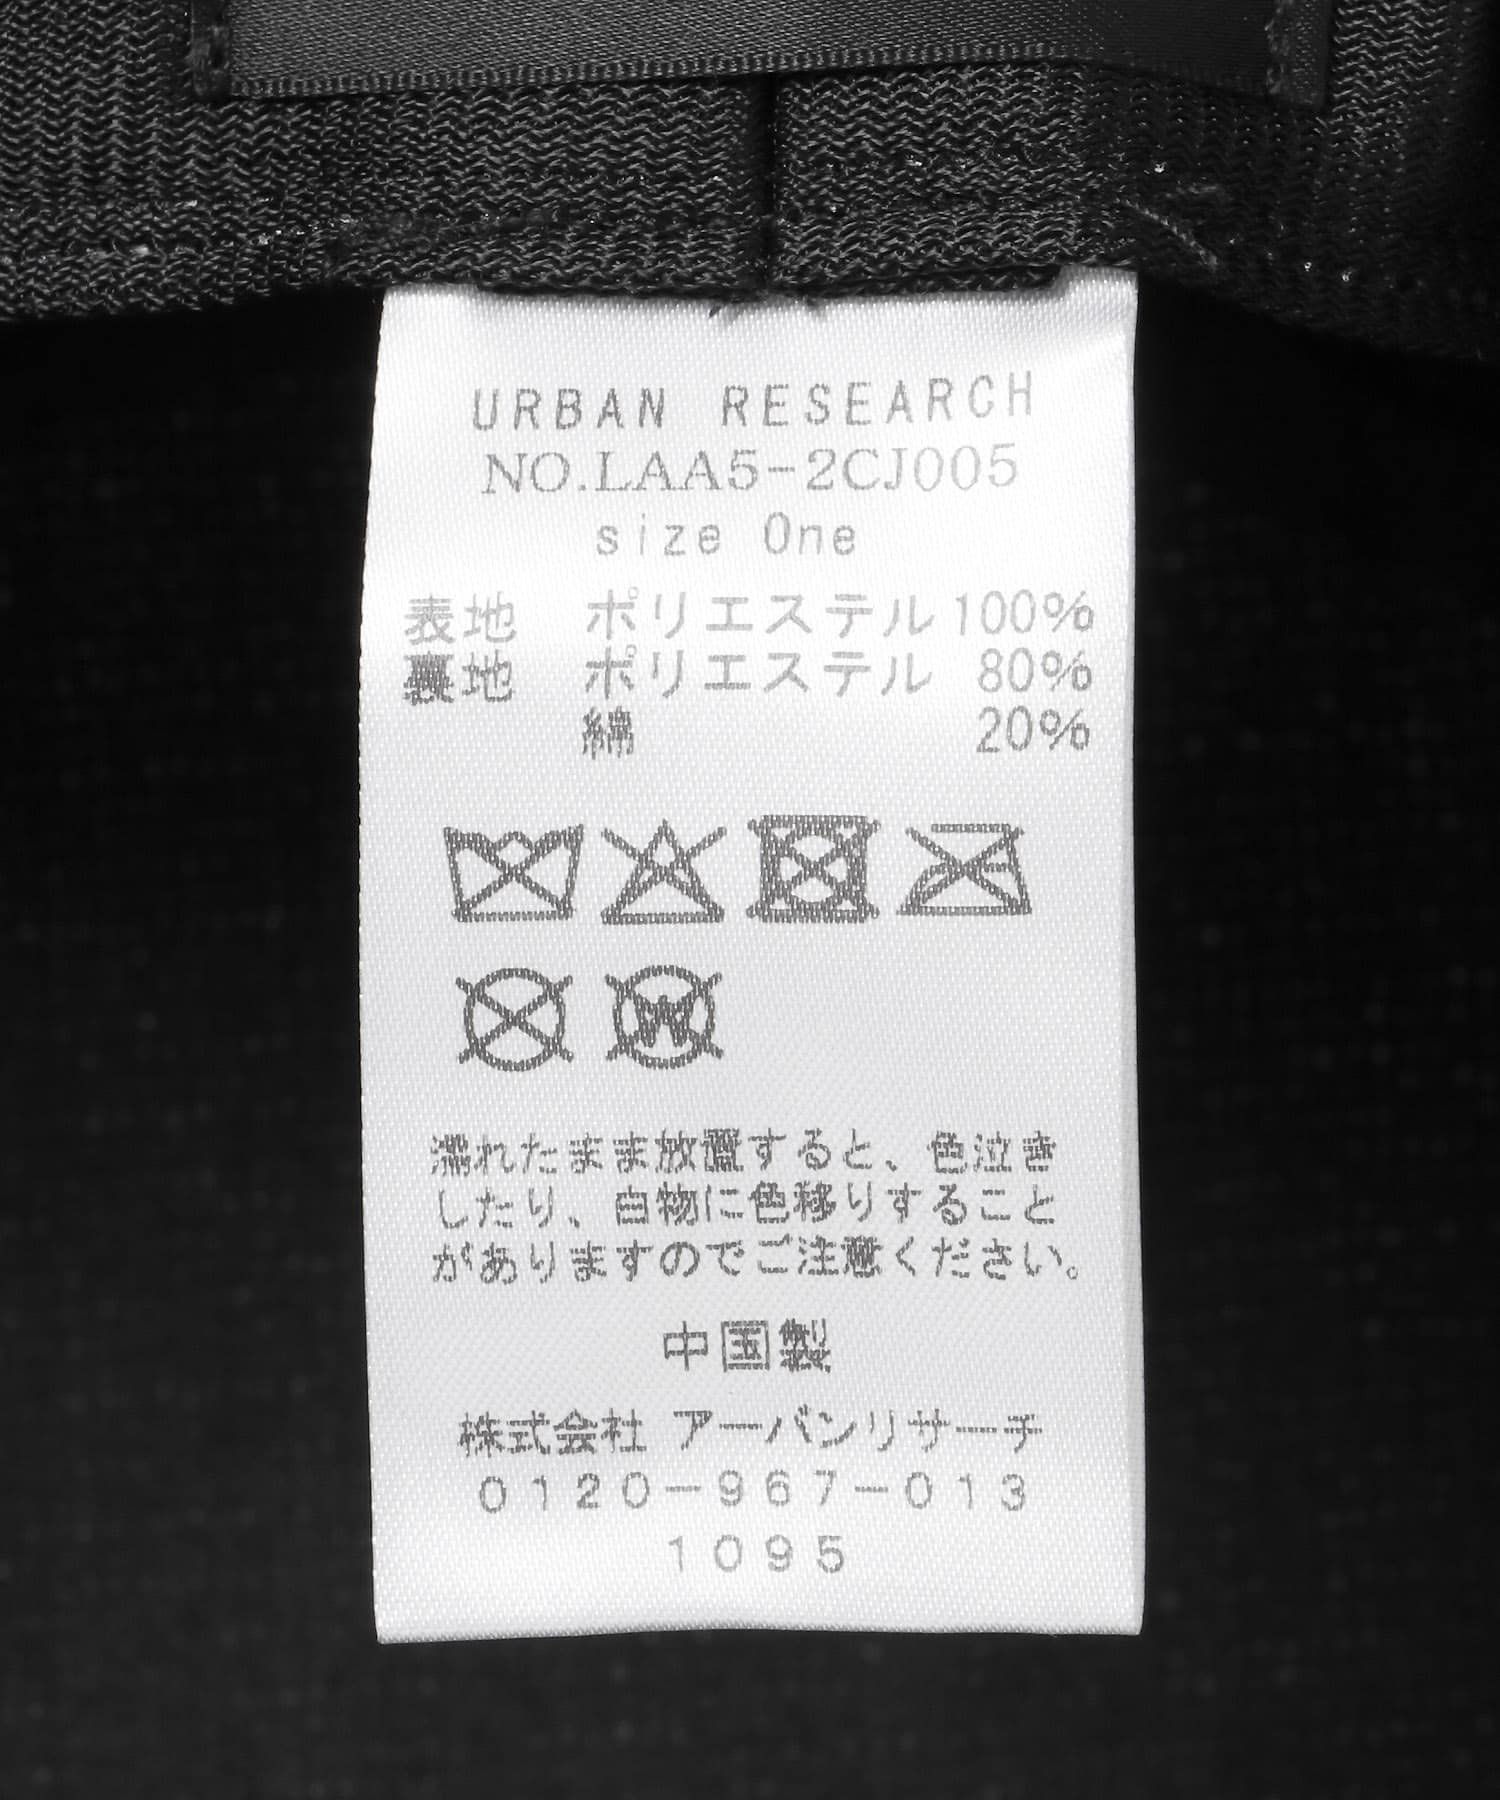 URBAN RESEARCH
NO.LAA5-2CJ005
size One
表地 ポリエステル 100%
裏地 ポリエステル 80%
綿 20%
W
濡れたまま放置すると、色泣き
したり、白物に色移りすること
がありますのでご注意ください。
中国製
株式会社 アーバンリサーチ
0120-967-013
1095